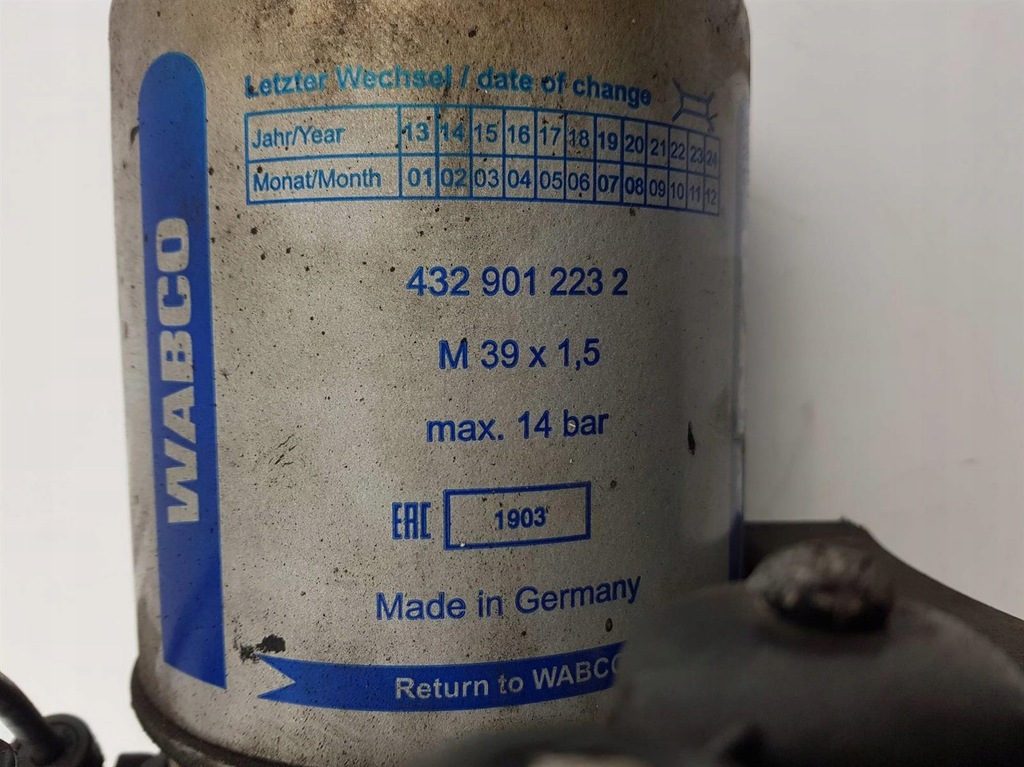 WABCO
Letzter Wechsel / date of change
Jahr/Year 13 14 15 16 17 18 19 20 21 22 23 24
Monat/Month 01 02 03 04 05 06 07 08 09 10 11 12
432 901 223 2
M 39 x 1,5
max. 14 bar
EAC 1903
Made in Germany
Return to WABCO